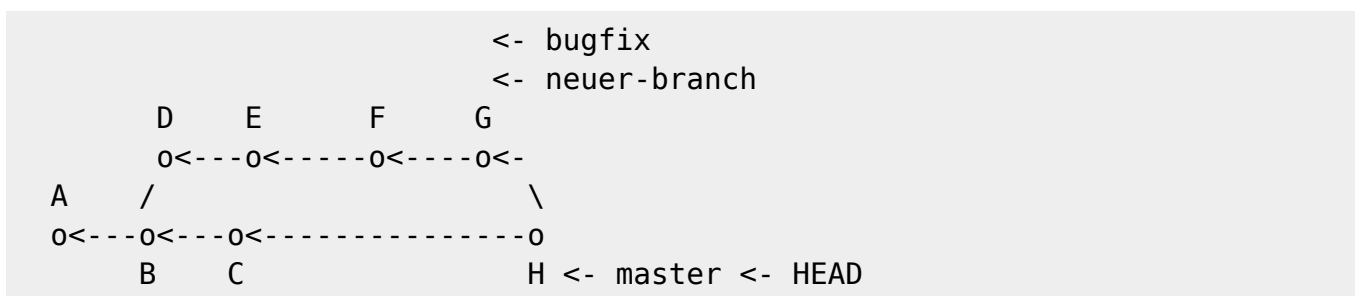 <- bugfix
<- neuer-branch
D E F G
o<---o<-----o<----o<-
A / \
o<---o<---o<---------------o
B C H <- master <- HEAD